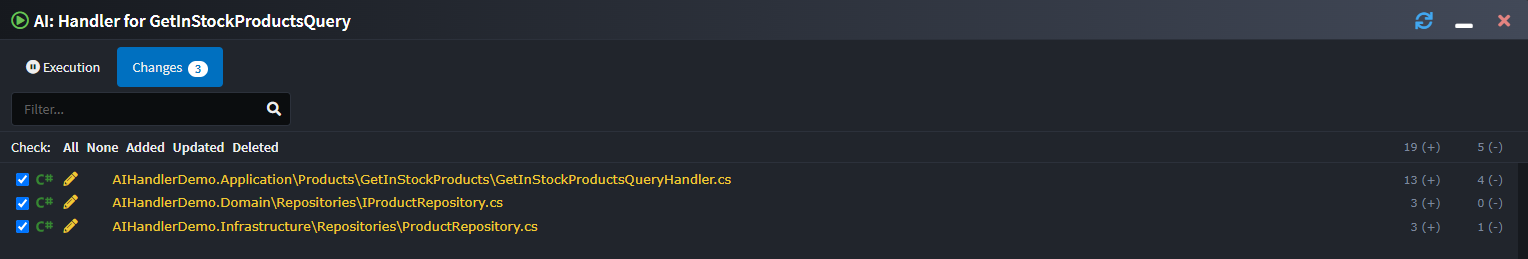 AI: Handler for GetInStockProductsQuery
Execution Changes 3
Filter...
Check: All None Added Updated Deleted 19 (+) 5 (-)
C# AIHandlerDemo.Application\Products\GetInStockProducts\GetInStockProductsQueryHandler.cs 13 (+) 4 (-)
C# AIHandlerDemo.Domain\Repositories\IProductRepository.cs 3 (+) 0 (-)
C# AIHandlerDemo.Infrastructure\Repositories\ProductRepository.cs 3 (+) 1 (-)